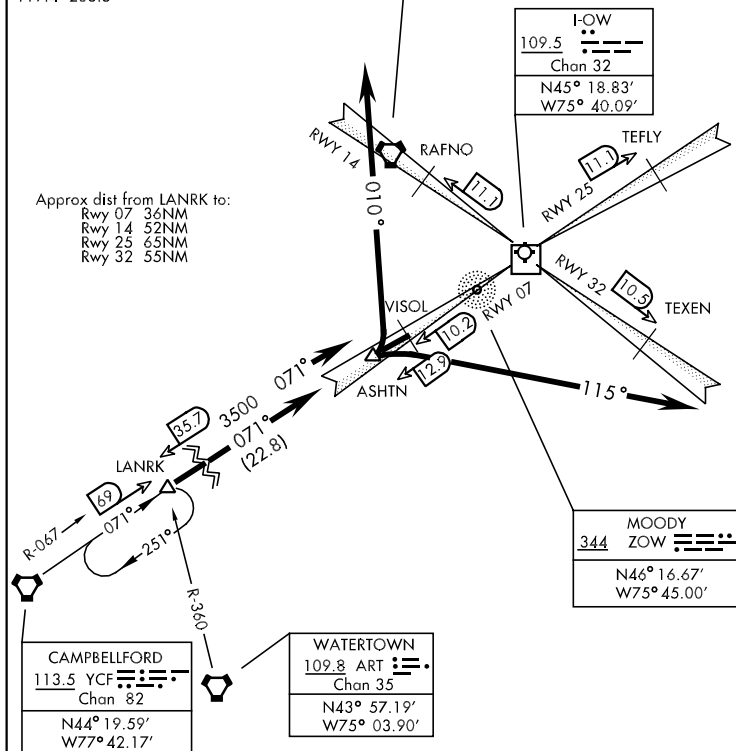 I-OW
109.5
Chan 32
N45° 18.83'
W75° 40.09'
TEFLY
11.1
RWY 25
RAFNO
RWY 14
11.1
010°
Approx dist from LANRK to:
Rwy 07 36NM
Rwy 14 52NM
Rwy 25 65NM
Rwy 32 55NM
RWY 32
10.5
TEXEN
VISOL
RWY 07
10.2
ASHTN
12.9
115°
071°
3500
35.7
071°
(22.8)
LANRK
69
R-067
071°
251°
R-360
MOODY
344 ZOW
N46° 16.67'
W75° 45.00'
CAMPBELLFORD
113.5 YCF
Chan 82
N44° 19.59'
W77° 42.17'
WATERTOWN
109.8 ART
Chan 35
N43° 57.19'
W75° 03.90'